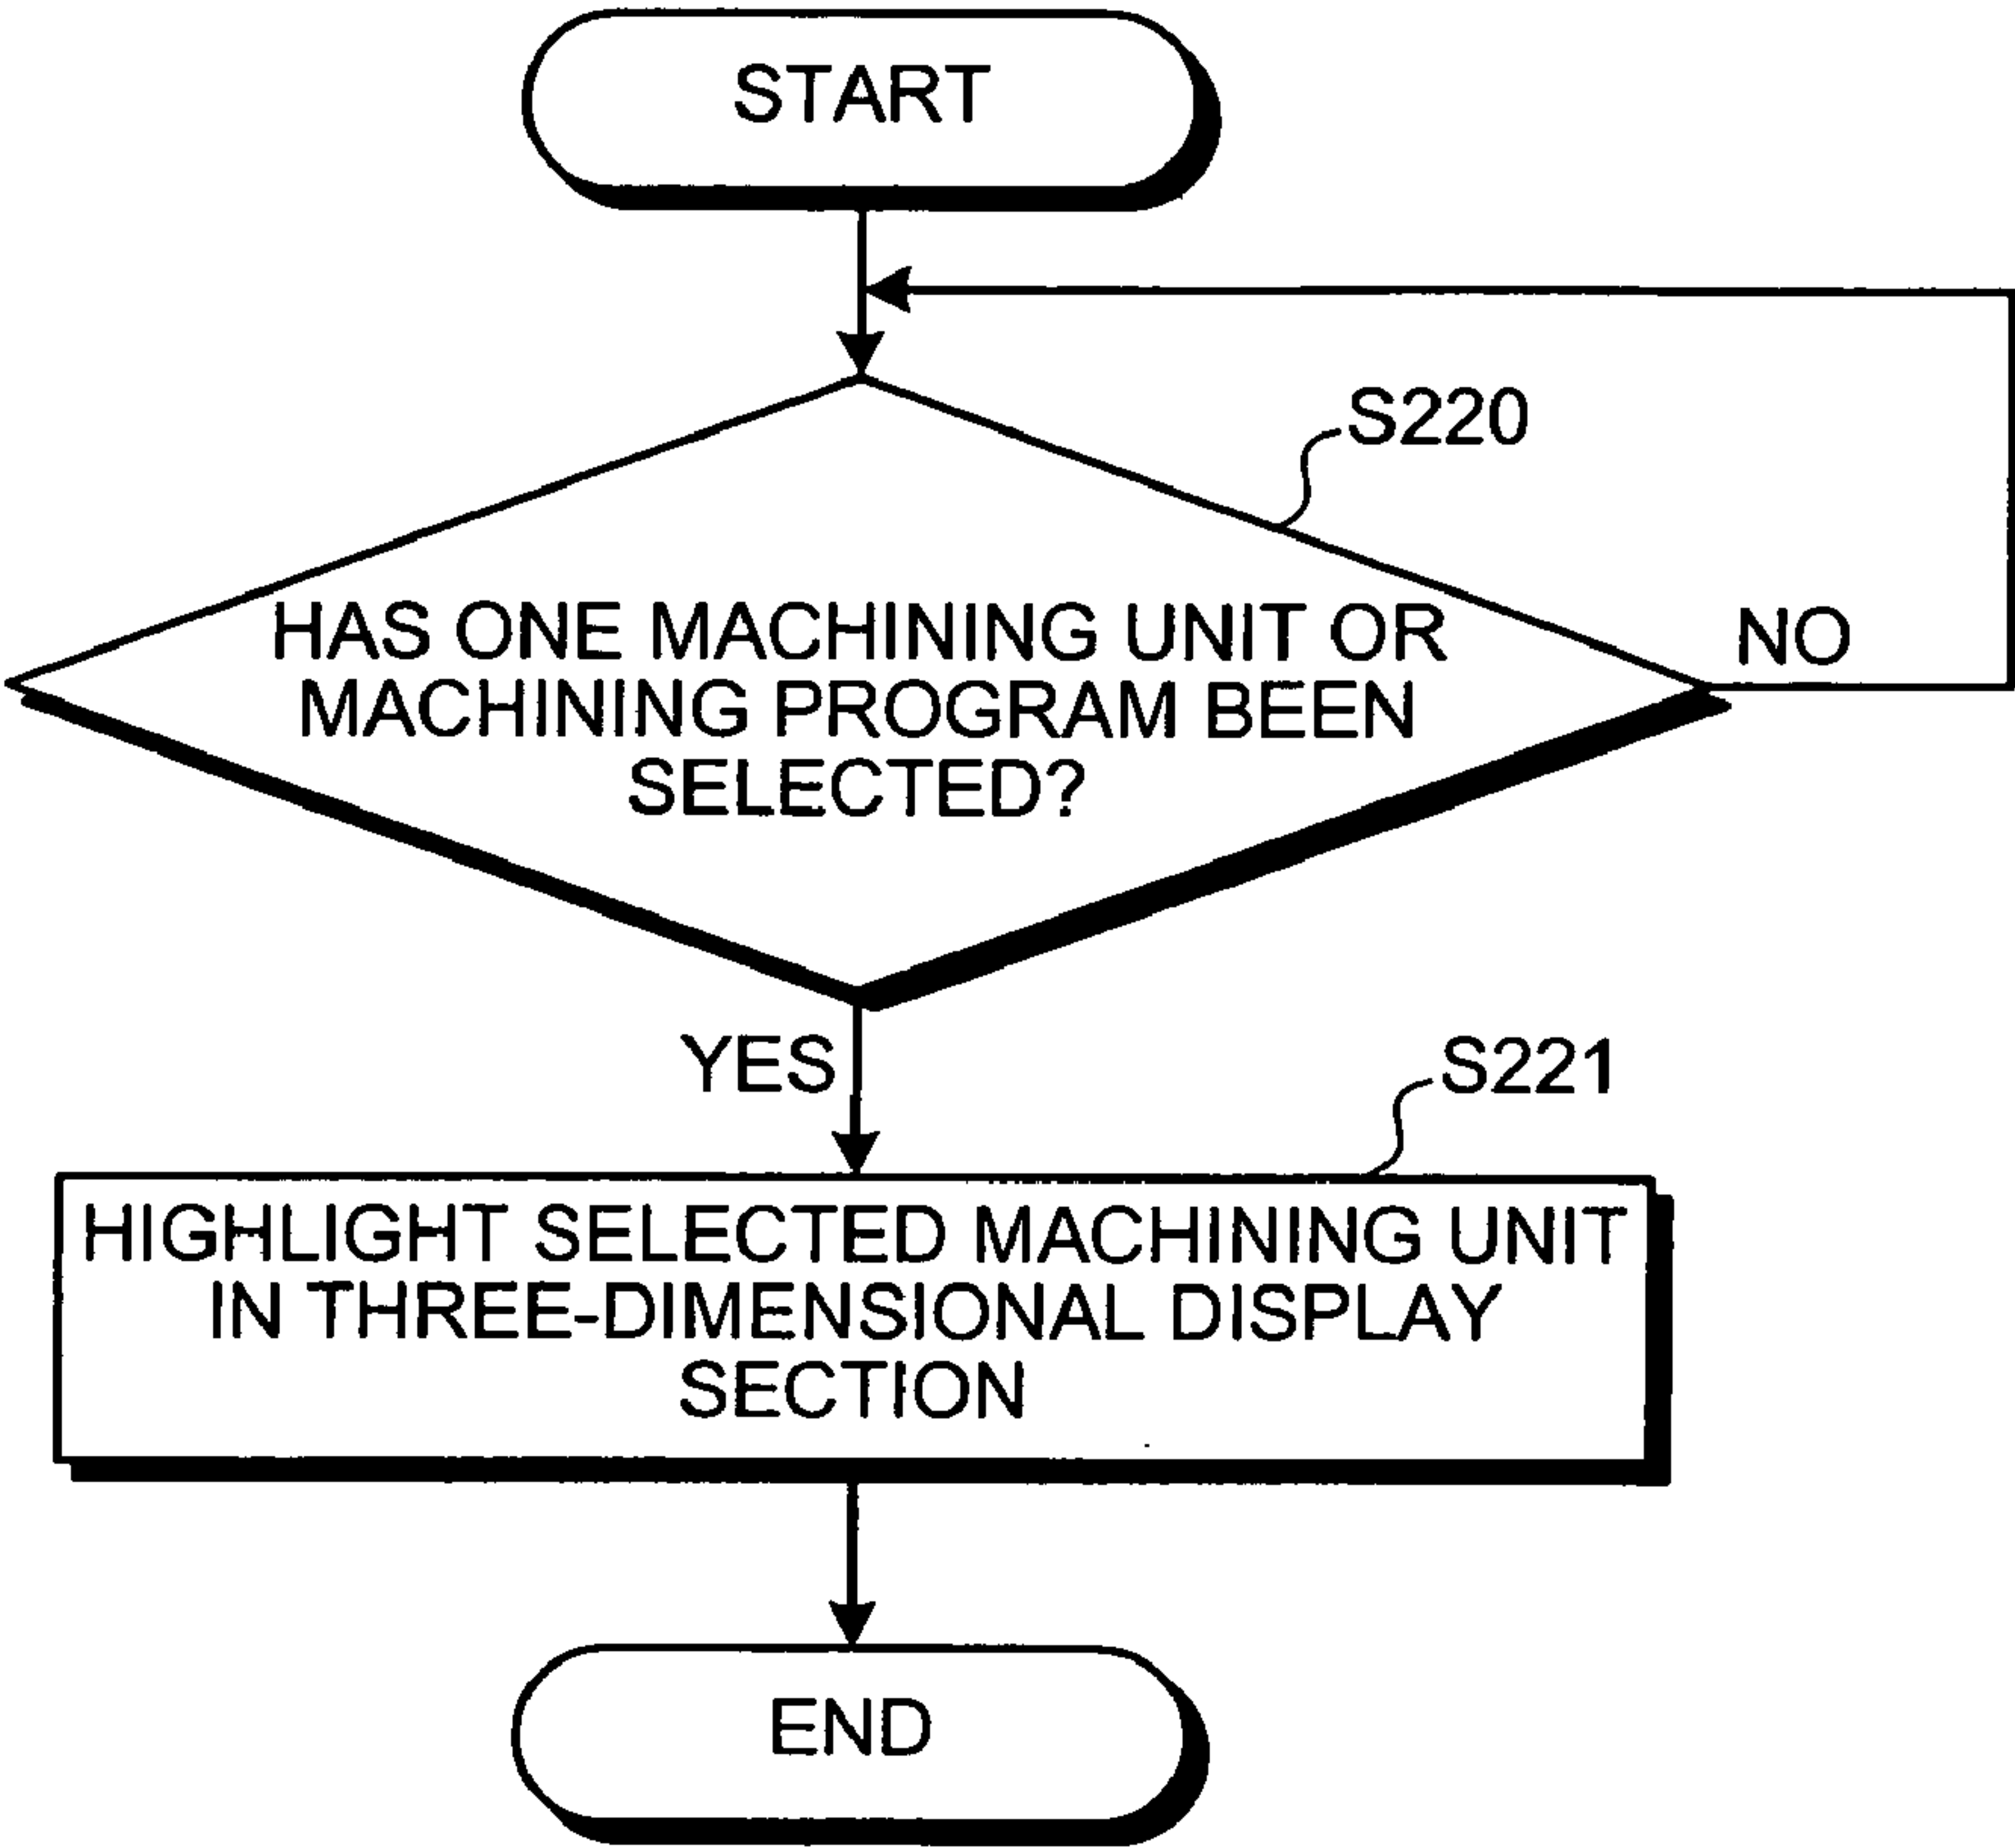 START
S220
HAS ONE MACHINING UNIT OR
MACHINING PROGRAM BEEN
SELECTED?
NO
YES
S221
HIGHLIGHT SELECTED MACHINING UNIT
IN THREE-DIMENSIONAL DISPLAY
SECTION
END